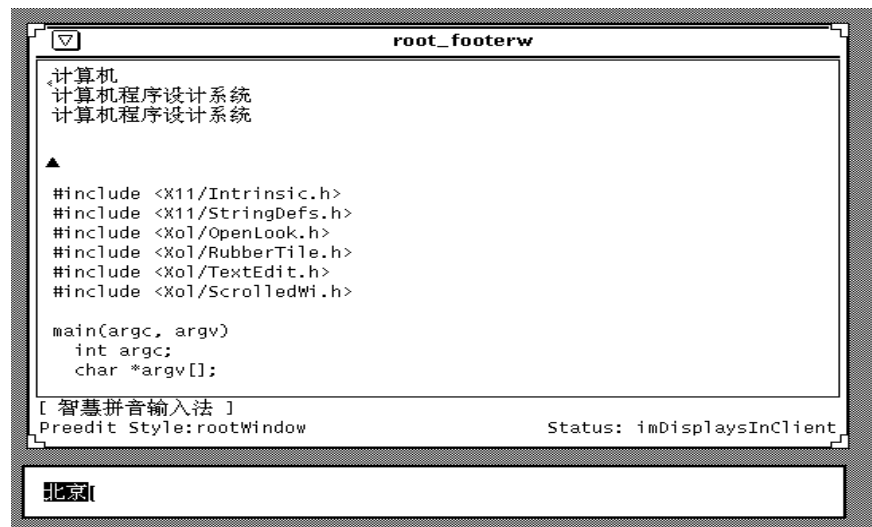 root_footerw
计算机
计算机程序设计系统
计算机程序设计系统
#include <X11/Intrinsic.h>
#include <X11/StringDefs.h>
#include <Xol/OpenLook.h>
#include <Xol/RubberTile.h>
#include <Xol/TextEdit.h>
#include <Xol/ScrolledWi.h>
main(argc, argv)
int argc;
char *argv[];
[ 智慧拼音输入法 ]
Preedit Style:rootWindow Status: imDisplaysInClient
北京[